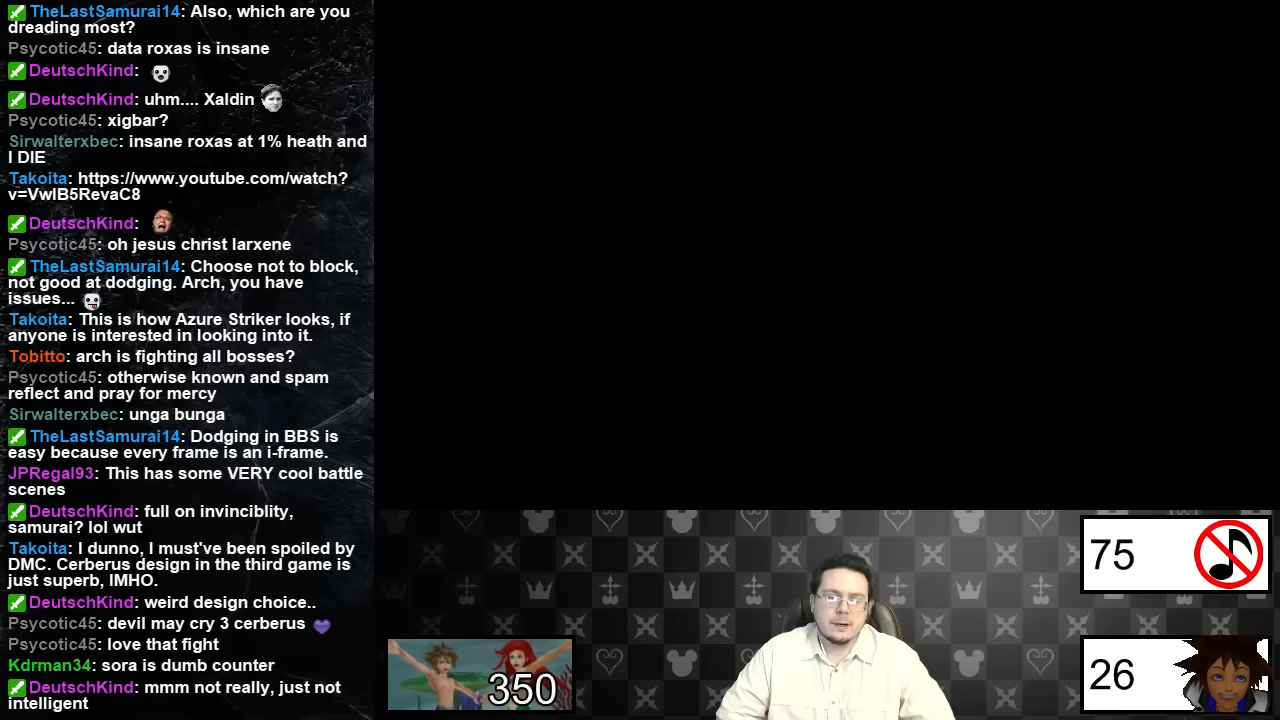 TheLastSamurai14: Also, which are you
dreading most?
Psycotic45: data roxas is insane
DeutschKind:
DeutschKind: uhm.... Xaldin
Psycotic45: xigbar?
Sirwalterxbec: insane roxas at 1% heath and
I DIE
Takoita: https://www.youtube.com/watch?
v=VwIB5RevaC8
DeutschKind:
Psycotic45: oh jesus christ larxene
TheLastSamurai14: Choose not to block,
not good at dodging. Arch, you have
issues...
Takoita: This is how Azure Striker looks, if
anyone is interested in looking into it.
Tobitto: arch is fighting all bosses?
Psycotic45: otherwise known and spam
reflect and pray for mercy
Sirwalterxbec: unga bunga
TheLastSamurai14: Dodging in BBS is
easy because every frame is an i-frame.
JPRegal93: This has some VERY cool battle
scenes
DeutschKind: full on invinciblity,
samurai? lol wut
Takoita: I dunno, I must've been spoiled by
DMC. Cerberus design in the third game is
just superb, IMHO.
DeutschKind: weird design choice..
Psycotic45: devil may cry 3 cerberus
Psycotic45: love that fight
Kdrman34: sora is dumb counter
DeutschKind: mmm not really, just not
intelligent
75
350
26